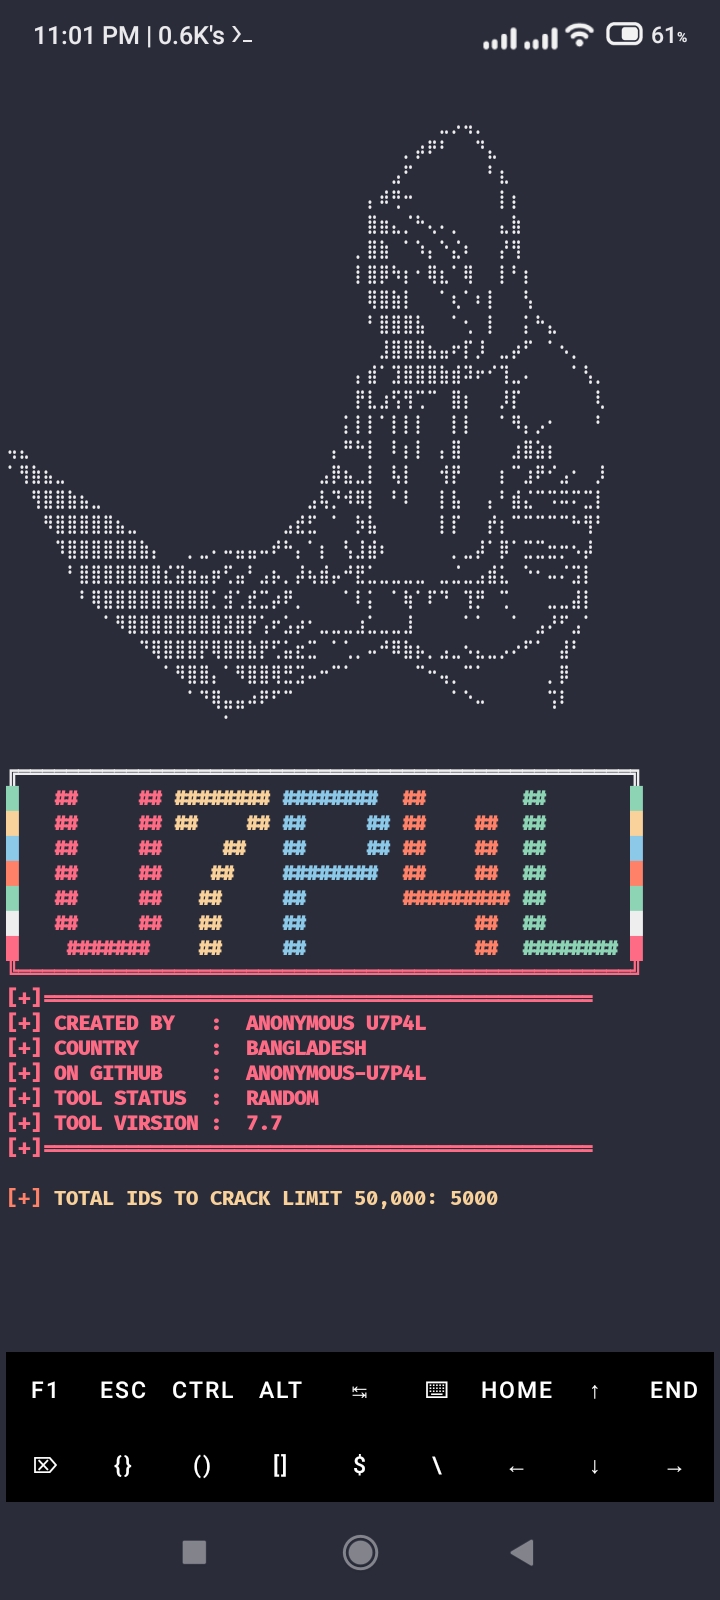 11:01 PM | 0.6K's >_ 61%
U7P4L
[+]
[+] CREATED BY : ANONYMOUS U7P4L
[+] COUNTRY : BANGLADESH
[+] ON GITHUB : ANONYMOUS-U7P4L
[+] TOOL STATUS : RANDOM
[+] TOOL VIRSION : 7.7
[+]
[+] TOTAL IDS TO CRACK LIMIT 50,000: 5000
F1 ESC CTRL ALT ↹ ⌨ HOME ↑ END
⌦ {} () [] $ \ ← ↓ →